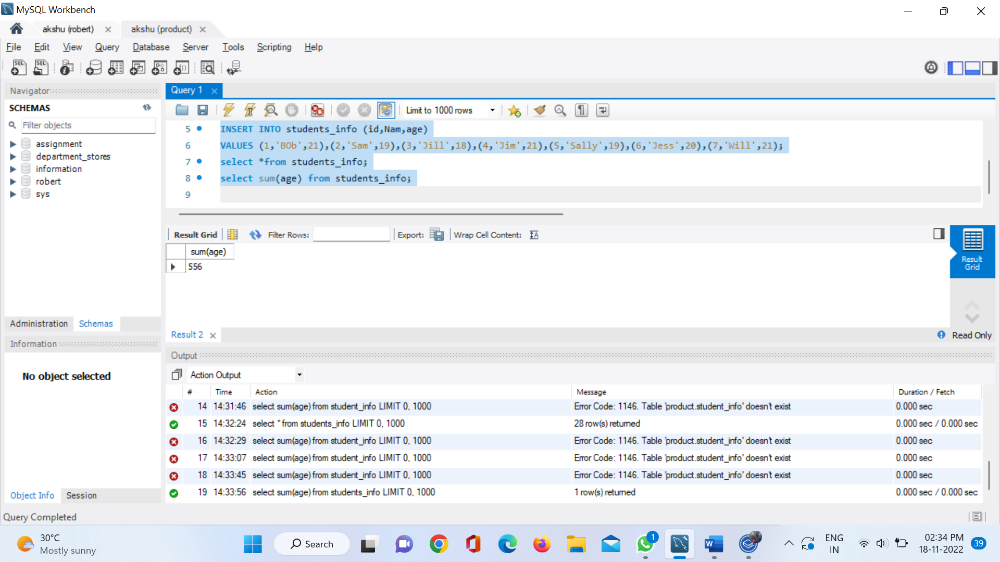 MySQL Workbench
akshu (robert)
akshu (product)
File Edit View Query Database Server Tools Scripting Help
Navigator
SCHEMAS
Filter objects
assignment
department_stores
information
robert
sys
Administration Schemas
Information
No object selected
Object Info Session
Query Completed
Query 1
Limit to 1000 rows
5 INSERT INTO students_info (id,Nam,age)
6 VALUES (1,'BOb',21),(2,'Sam',19),(3,'Jill',18),(4,'Jim',21),(5,'Sally',19),(6,'Jess',20),(7,'Will',21);
7 select *from students_info;
8 select sum(age) from students_info;
9
Result Grid Filter Rows: Export: Wrap Cell Content:
sum(age)
556
Result
Grid
Result 2
Read Only
Output
Action Output
# Time Action Message Duration / Fetch
14 14:31:46 select sum(age) from student_info LIMIT 0, 1000 Error Code: 1146. Table 'product.student_info' doesn't exist 0.000 sec
15 14:32:24 select * from students_info LIMIT 0, 1000 28 row(s) returned 0.000 sec / 0.000 sec
16 14:32:29 select sum(age) from student_info LIMIT 0, 1000 Error Code: 1146. Table 'product.student_info' doesn't exist 0.000 sec
17 14:33:07 select sum(age) from student_info LIMIT 0, 1000 Error Code: 1146. Table 'product.student_info' doesn't exist 0.000 sec
18 14:33:45 select sum(age) from student_info LIMIT 0, 1000 Error Code: 1146. Table 'product.student_info' doesn't exist 0.000 sec
19 14:33:56 select sum(age) from students_info LIMIT 0, 1000 1 row(s) returned 0.000 sec / 0.000 sec
30°C
Mostly sunny
Search
1
ENG
IN
02:34 PM
18-11-2022
39